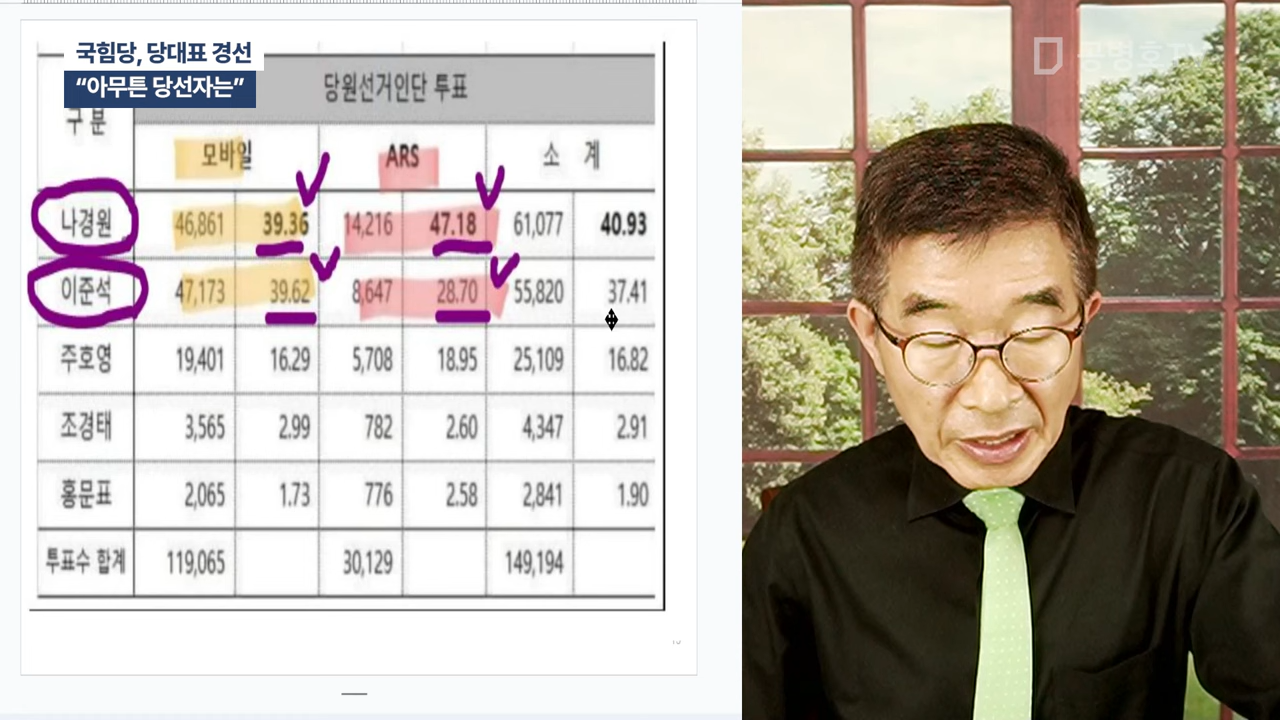 국힘당, 당대표 경선
“아무튼 당선자는”
공병호TV
구 분 당원선거인단 투표
모바일 ARS 소 계
나경원 46,861 39.36 14,216 47.18 61,077 40.93
이준석 47,173 39.62 8,647 28.70 55,820 37.41
주호영 19,401 16.29 5,708 18.95 25,109 16.82
조경태 3,565 2.99 782 2.60 4,347 2.91
홍문표 2,065 1.73 776 2.58 2,841 1.90
투표수 합계 119,065 30,129 149,194